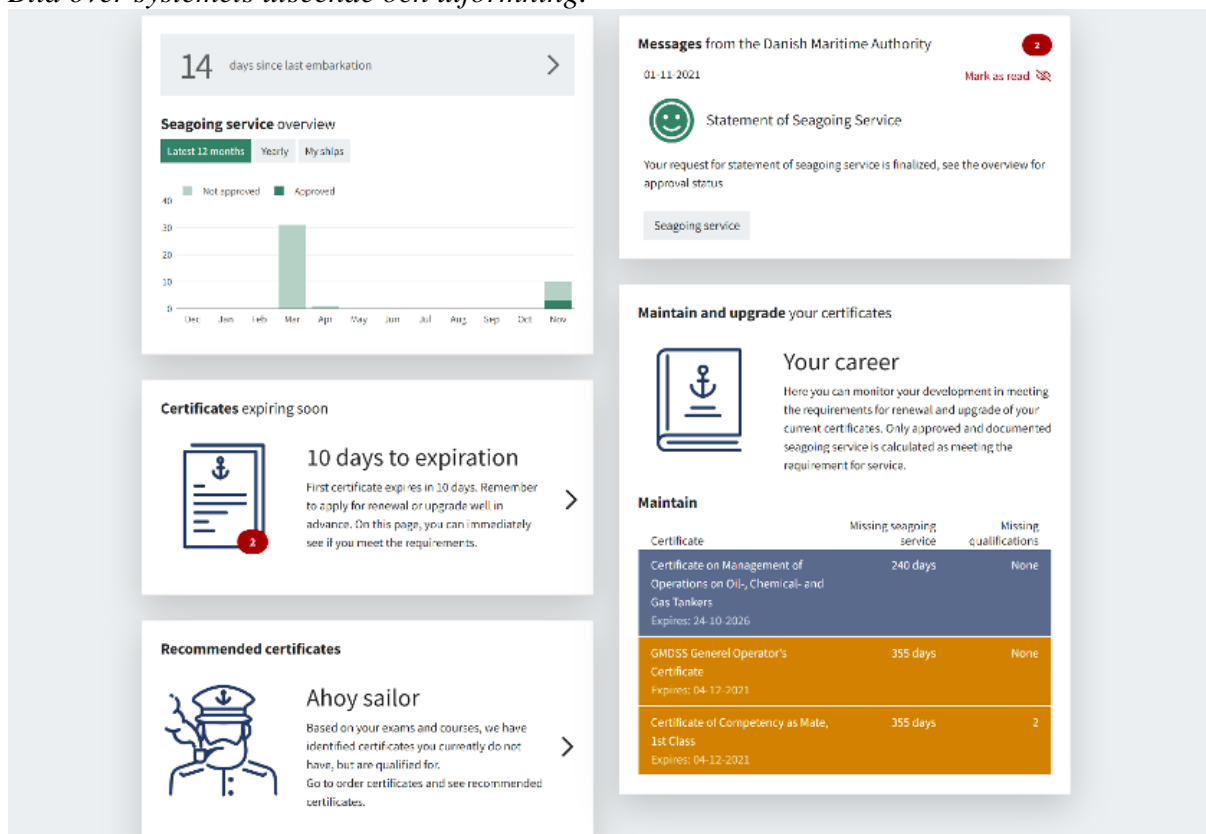 Bild över systemets utseende och utformning:
14 days since last embarkation
Seagoing service overview
Latest 12 months Yearly My ships
Not approved Approved
40
30
20
10
0
Dec Jan Feb Mar Apr May Jun Jul Aug Sep Oct Nov
Certificates expiring soon
10 days to expiration
First certificate expires in 10 days. Remember
to apply for renewal or upgrade well in
advance. On this page, you can immediately
see if you meet the requirements.
2
Recommended certificates
Ahoy sailor
Based on your exams and courses, we have
identified certificates you currently do not
have, but are qualified for.
Go to order certificates and see recommended
certificates.
Messages from the Danish Maritime Authority 2
01-11-2021 Mark as read
Statement of Seagoing Service
Your request for statement of seagoing service is finalized, see the overview for
approval status
Seagoing service
Maintain and upgrade your certificates
Your career
Here you can monitor your development in meeting
the requirements for renewal and upgrade of your
current certificates. Only approved and documented
seagoing service is calculated as meeting the
requirement for service.
Maintain
Missing seagoing Missing
Certificate service qualifications
Certificate on Management of 240 days None
Operations on Oil-, Chemical- and
Gas Tankers
Expires: 24-10-2026
GMDSS Generel Operator's 355 days None
Certificate
Expires: 04-12-2021
Certificate of Competency as Mate, 355 days 2
1st Class
Expires: 04-12-2021